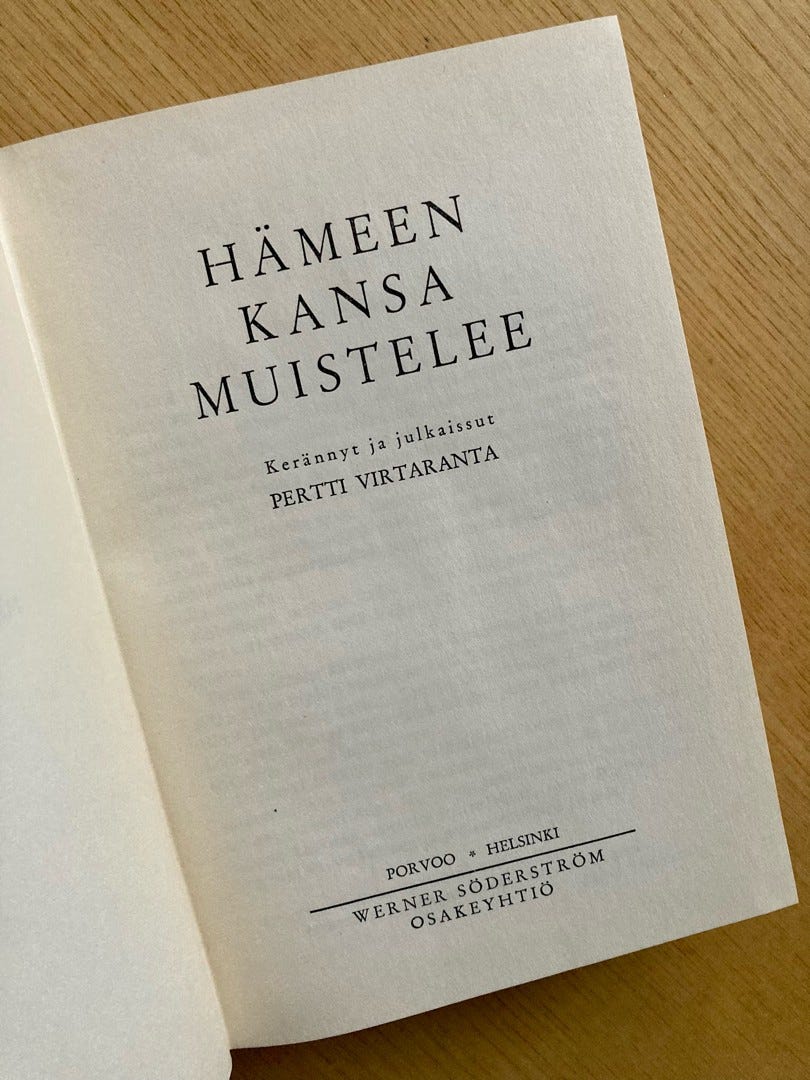 HÄMEEN
KANSA
MUISTELEE
Kerännyt ja julkaissut
PERTTI VIRTARANTA
PORVOO * HELSINKI
WERNER SÖDERSTRÖM
OSAKEYHTIÖ